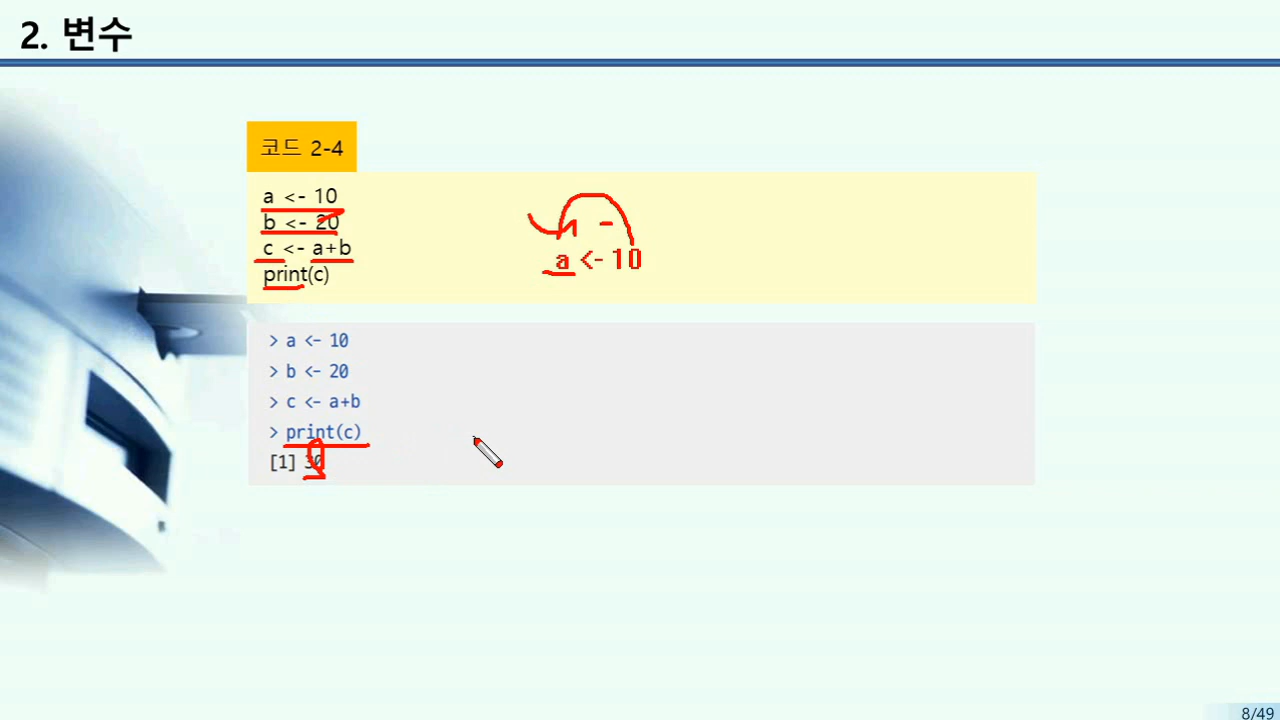 2. 변수
코드 2-4
a <- 10
b <- 20
c <- a+b
print(c)
a <- 10
> a <- 10
> b <- 20
> c <- a+b
> print(c)
[1] 30
8/49